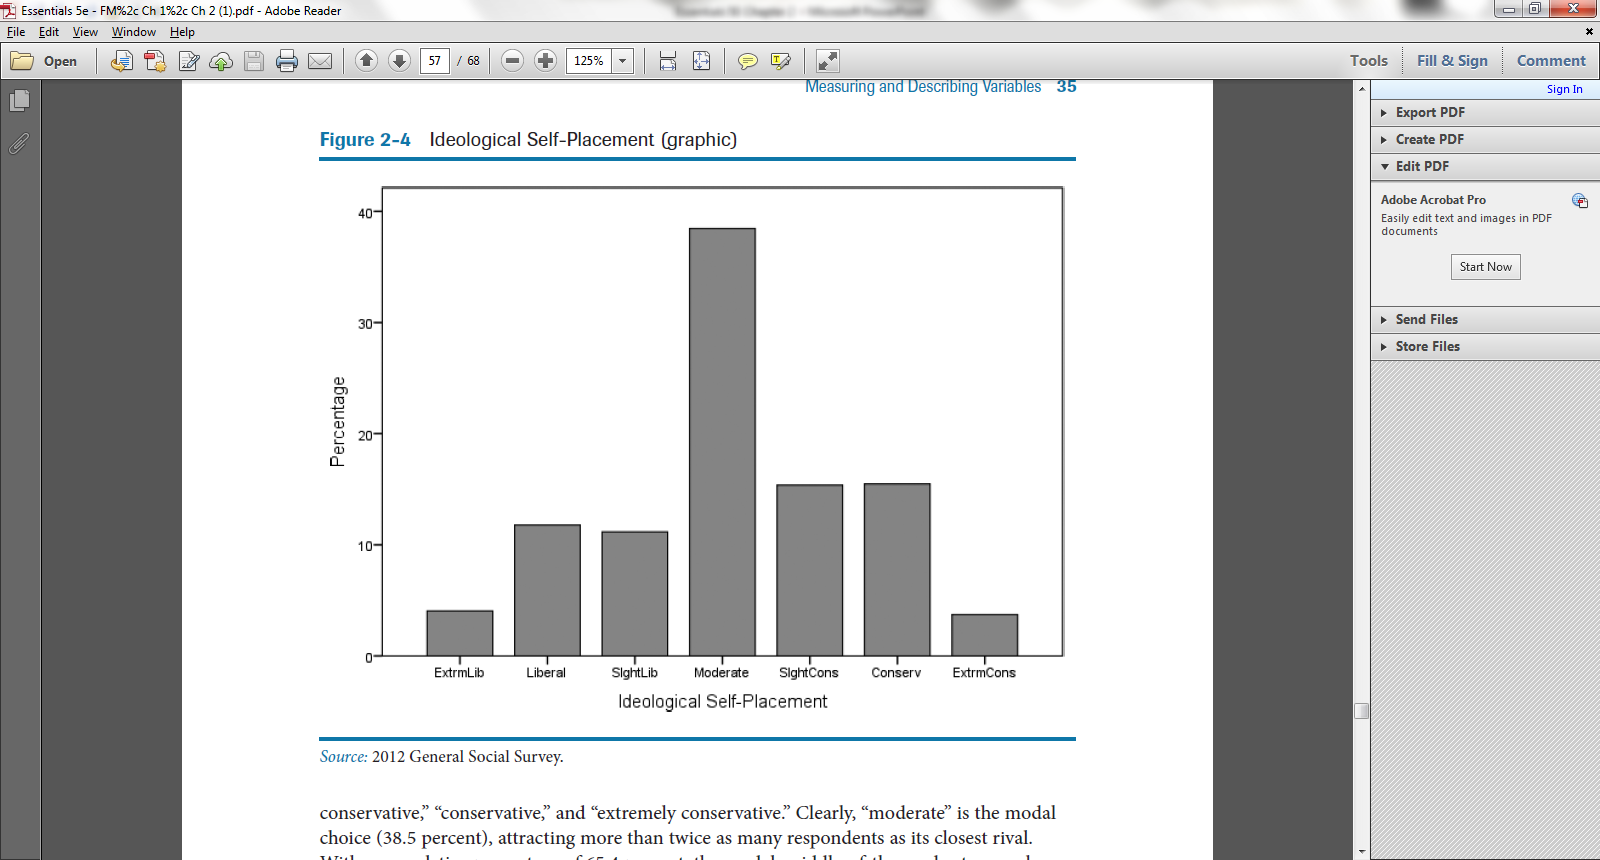 Essentials 5e - FM%2c Ch 1%2c Ch 2 (1).pdf - Adobe Reader
File Edit View Window Help
Open 57 / 68 125% Tools Fill & Sign Comment
Sign In
Export PDF
Create PDF
Edit PDF
Adobe Acrobat Pro
Easily edit text and images in PDF
documents
Start Now
Send Files
Store Files
Measuring and Describing Variables 35
Figure 2-4 Ideological Self-Placement (graphic)
40
30
20
10
0
Percentage
ExtrmLib Liberal SlghtLib Moderate SlghtCons Conserv ExtrmCons
Ideological Self-Placement
Source: 2012 General Social Survey.
conservative,” “conservative,” and “extremely conservative.” Clearly, “moderate” is the modal
choice (38.5 percent), attracting more than twice as many respondents as its closest rival.